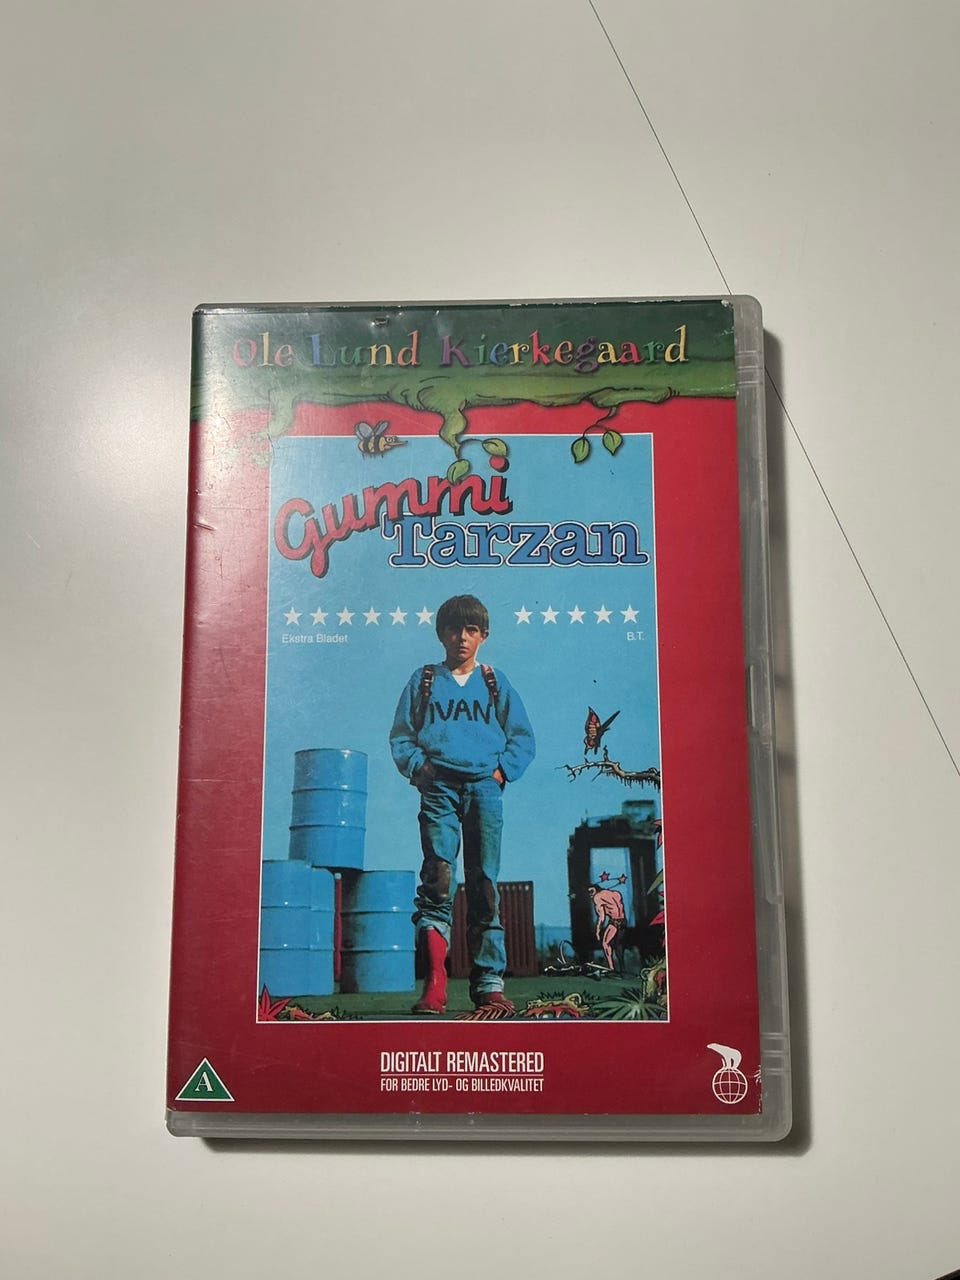 Ole Lund Kierkegaard
Gummi
Tarzan
Ekstra Bladet
B.T.
IVAN
A
DIGITALT REMASTERED
FOR BEDRE LYD- OG BILLEDKVALITET